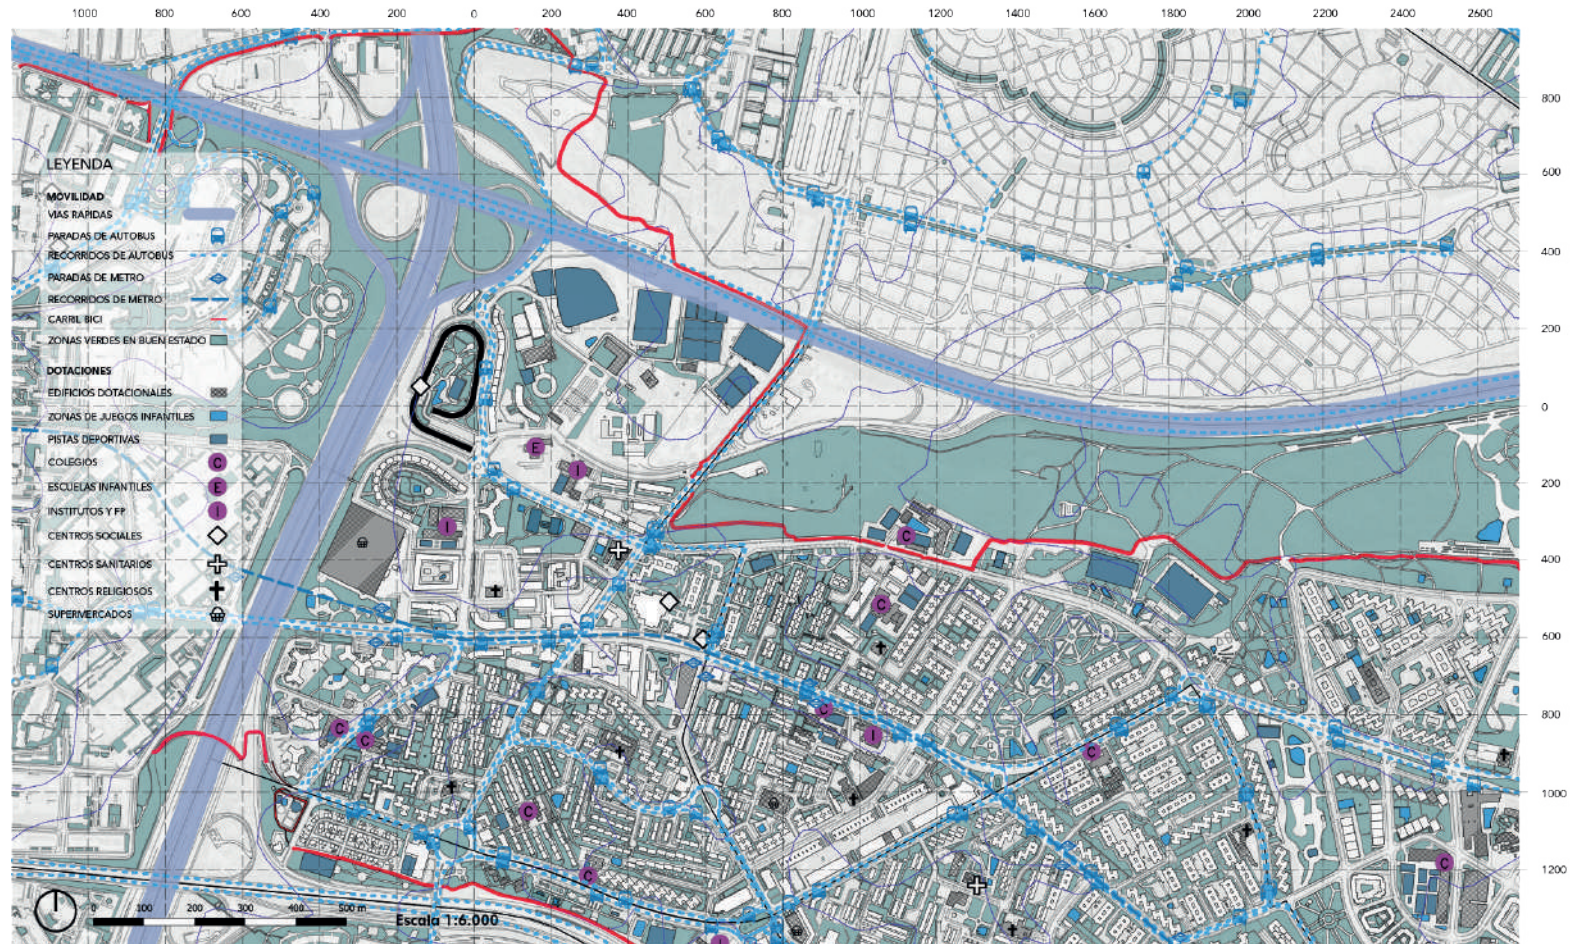 1000 800 600 400 200 0 200 400 600 800 1000 1200 1400 1600 1800 2000 2200 2400 2600
800
600
400
200
0
200
400
600
800
1000
1200
LEYENDA
MOVILIDAD
VIAS RAPIDAS
PARADAS DE AUTOBUS
RECORRIDOS DE AUTOBUS
PARADAS DE METRO
RECORRIDOS DE METRO
CARRIL BICI
ZONAS VERDES EN BUEN ESTADO
DOTACIONES
EDIFICIOS DOTACIONALES
ZONAS DE JUEGOS INFANTILES
PISTAS DEPORTIVAS
COLEGIOS C
ESCUELAS INFANTILES E
INSTITUTOS Y FP I
CENTROS SOCIALES
CENTROS SANITARIOS
CENTROS RELIGIOSOS
SUPERMERCADOS
E
I
I
C
C
C
C
C
I
C
C
C
C
I
0 100 200 300 400 500 m
Escala 1:6.000